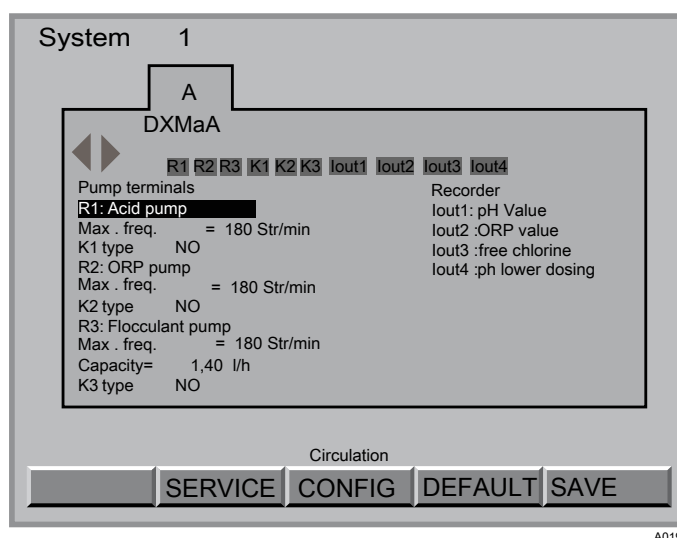 System 1
A
DXMaA
R1 R2 R3 K1 K2 K3 Iout1 Iout2 Iout3 Iout4
Pump terminals
R1: Acid pump
Max . freq. = 180 Str/min
K1 type NO
R2: ORP pump
Max . freq. = 180 Str/min
K2 type NO
R3: Flocculant pump
Max . freq. = 180 Str/min
Capacity= 1,40 l/h
K3 type NO
Recorder
Iout1: pH Value
Iout2 :ORP value
Iout3 :free chlorine
Iout4 :ph lower dosing
Circulation
SERVICE CONFIG DEFAULT SAVE